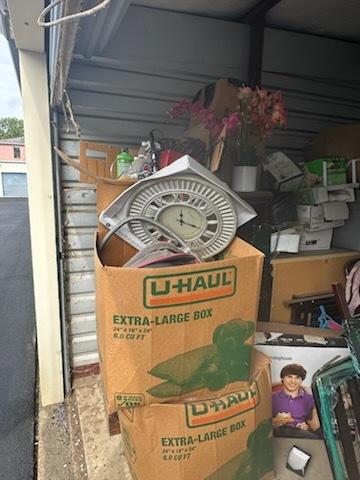 U-HAUL
EXTRA-LARGE BOX
24" x 18" x 24"
6.0 CU FT
U-HAUL
EXTRA-LARGE BOX
24" x 18" x 24"
6.0 CU FT